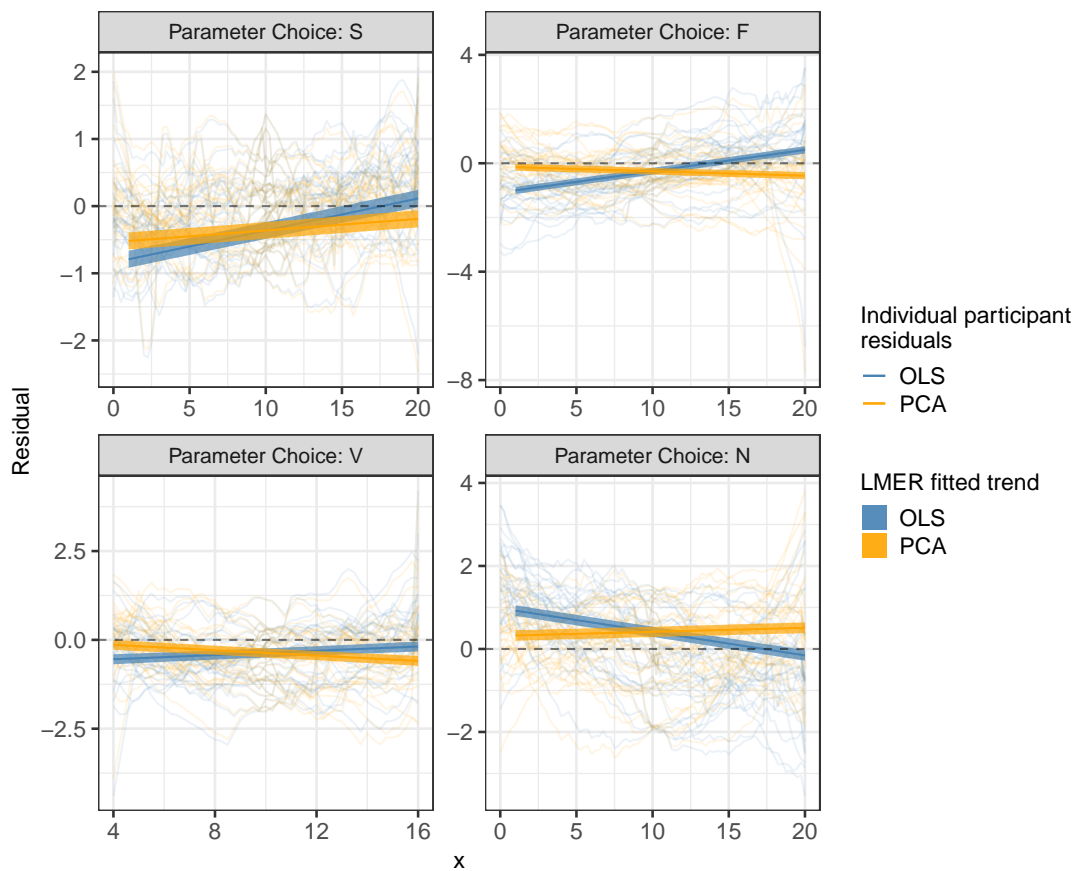 Parameter Choice: S
Parameter Choice: F
2
1
0
−1
−2
4
0
−4
−8
0 5 10 15 20
0 5 10 15 20
Residual
Parameter Choice: V
Parameter Choice: N
2.5
0.0
−2.5
4
2
0
−2
4 8 12 16
0 5 10 15 20
x
Individual participant
residuals
OLS
PCA
LMER fitted trend
OLS
PCA